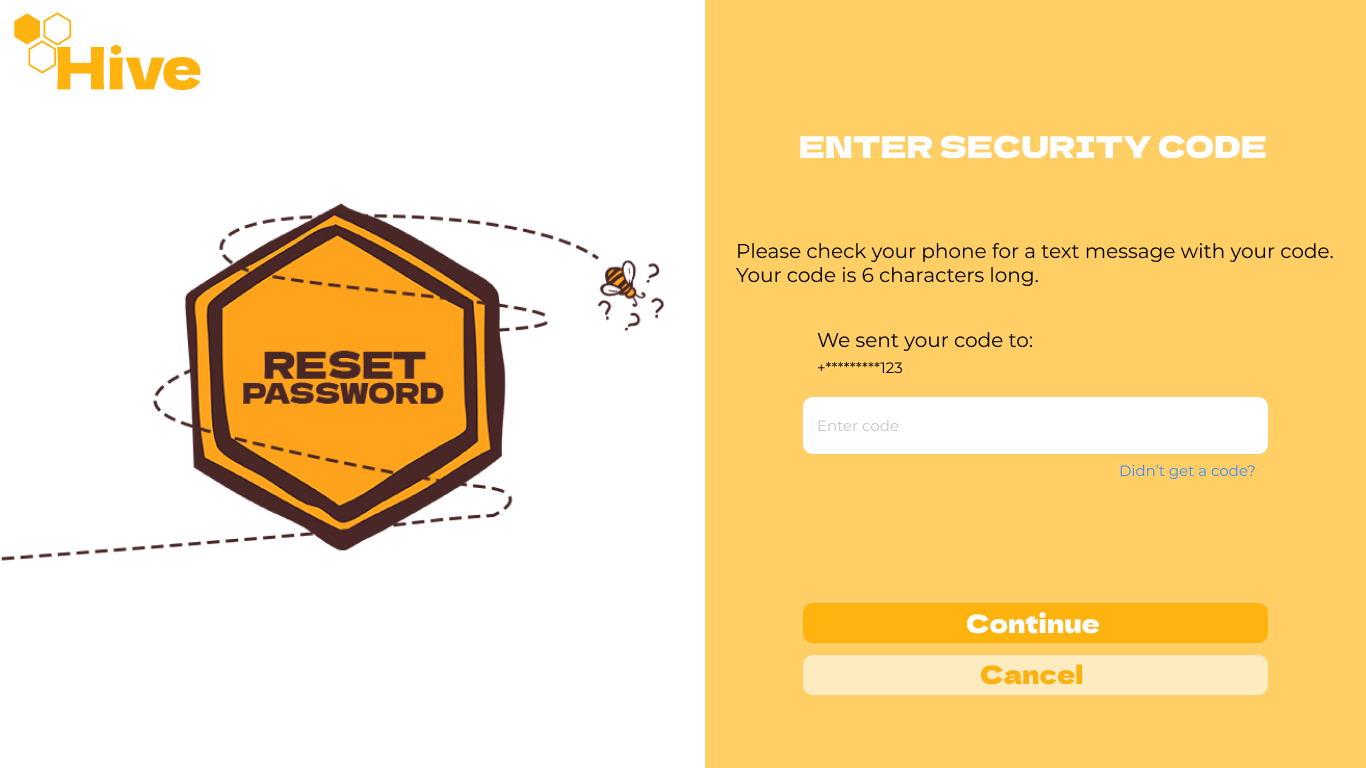 Hive
RESET
PASSWORD
? ? ? ?
ENTER SECURITY CODE
Please check your phone for a text message with your code.
Your code is 6 characters long.
We sent your code to:
+*********123
Enter code
Didn't get a code?
Continue
Cancel